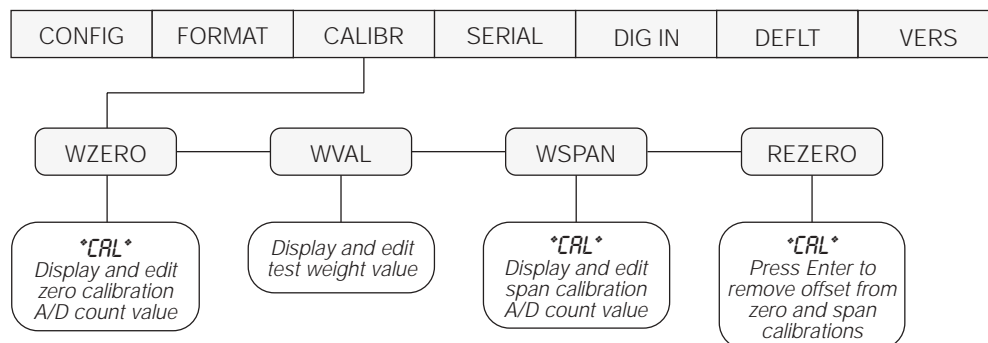 CONFIG FORMAT CALIBR SERIAL DIG IN DEFLT VERS
WZERO WVAL WSPAN REZERO
*CAL*
Display and edit
zero calibration
A/D count value
Display and edit
test weight value
*CAL*
Display and edit
span calibration
A/D count value
*CAL*
Press Enter to
remove offset from
zero and span
calibrations